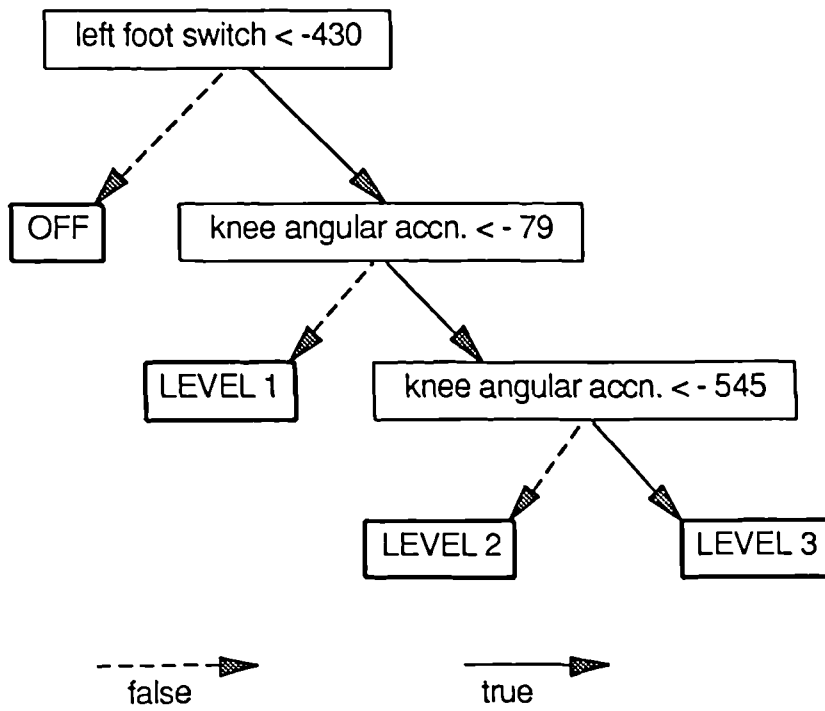 left foot switch < -430
OFF
knee angular accn. < - 79
LEVEL 1
knee angular accn. < - 545
LEVEL 2
LEVEL 3
false
true